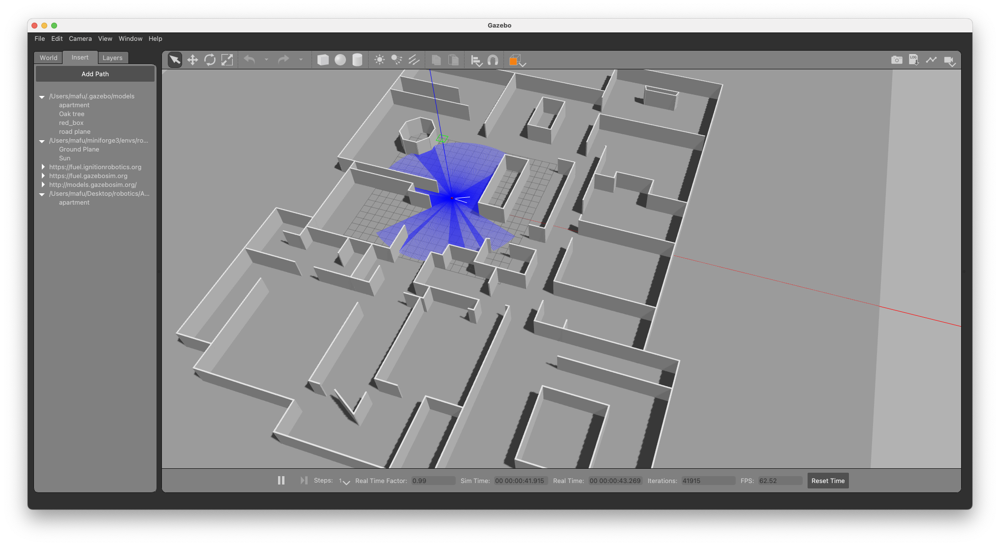 Gazebo
File Edit Camera View Window Help
World Insert Layers
LOG
Add Path
/Users/mafu/.gazebo/models
apartment
Oak tree
red_box
road plane
/Users/mafu/miniforge3/envs/ro...
Ground Plane
Sun
https://fuel.ignitionrobotics.org
https://fuel.gazebosim.org
http://models.gazebosim.org/
/Users/mafu/Desktop/robotics/A...
apartment
Steps: 1 Real Time Factor: 0.99 Sim Time: 00 00:00:41.915 Real Time: 00 00:00:43.269 Iterations: 41915 FPS: 62.52 Reset Time